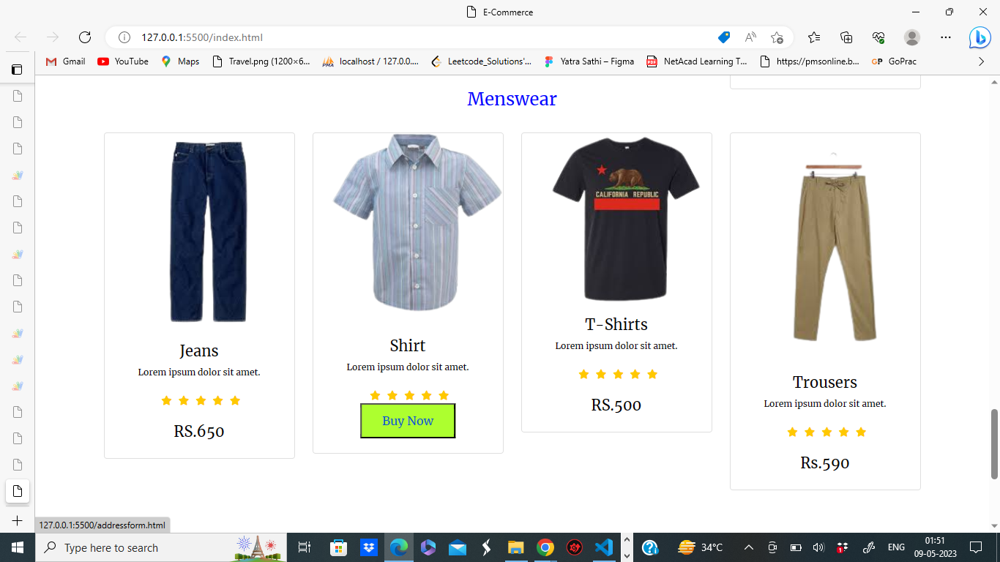 E-Commerce
127.0.0.1:5500/index.html
Gmail
YouTube
Maps
Travel.png (1200×6...
localhost / 127.0.0....
Leetcode_Solutions'...
Yatra Sathi – Figma
NetAcad Learning T...
https://pmsonline.b...
GoPrac
Menswear
CALIFORNIA REPUBLIC
Jeans
Lorem ipsum dolor sit amet.
RS.650
Shirt
Lorem ipsum dolor sit amet.
Buy Now
T-Shirts
Lorem ipsum dolor sit amet.
RS.500
Trousers
Lorem ipsum dolor sit amet.
Rs.590
127.0.0.1:5500/addressform.html
Type here to search
34°C
ENG
01:51
09-05-2023